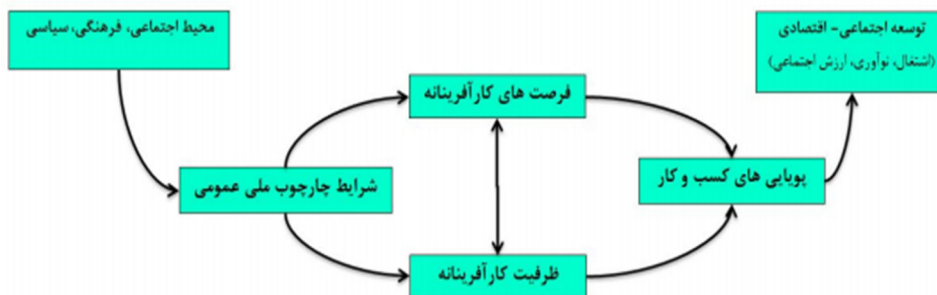 محیط اجتماعی، فرهنگی، سیاسی
توسعه اجتماعی- اقتصادی
(اشتغال، نوآوری، ارزش اجتماعی)
فرصت های کارآفرینانه
شرایط چارچوب ملی عمومی
پویایی های کسب و کار
ظرفیت کارآفرینانه